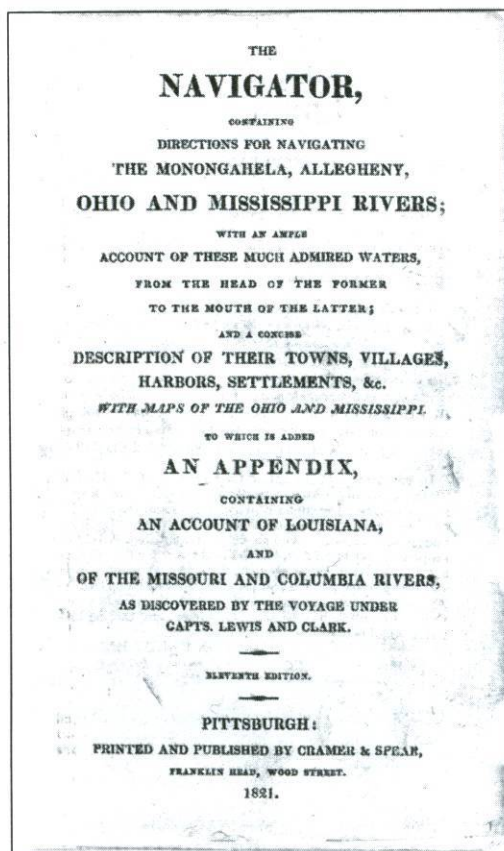 THE
NAVIGATOR,
CONTAINING
DIRECTIONS FOR NAVIGATING
THE MONONGAHELA, ALLEGHENY,
OHIO AND MISSISSIPPI RIVERS;
WITH AN AMPLE
ACCOUNT OF THESE MUCH ADMIRED WATERS,
FROM THE HEAD OF THE FORMER
TO THE MOUTH OF THE LATTER;
AND A CONCISE
DESCRIPTION OF THEIR TOWNS, VILLAGES,
HARBORS, SETTLEMENTS, &c.
WITH MAPS OF THE OHIO AND MISSISSIPPI.
TO WHICH IS ADDED
AN APPENDIX,
CONTAINING
AN ACCOUNT OF LOUISIANA,
AND
OF THE MISSOURI AND COLUMBIA RIVERS,
AS DISCOVERED BY THE VOYAGE UNDER
CAPTS. LEWIS AND CLARK.
ELEVENTH EDITION.
PITTSBURGH:
PRINTED AND PUBLISHED BY CRAMER & SPEAR,
FRANKLIN HEAD, WOOD STREET.
1821.